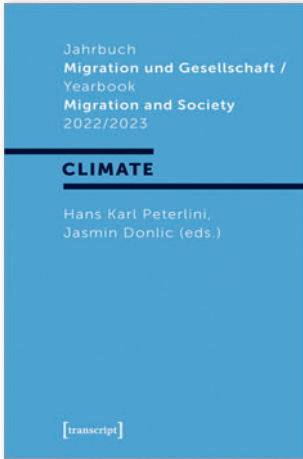 Jahrbuch
Migration und Gesellschaft /
Yearbook
Migration and Society
2022/2023
CLIMATE
Hans Karl Peterlini,
Jasmin Donlic (eds.)
[transcript]